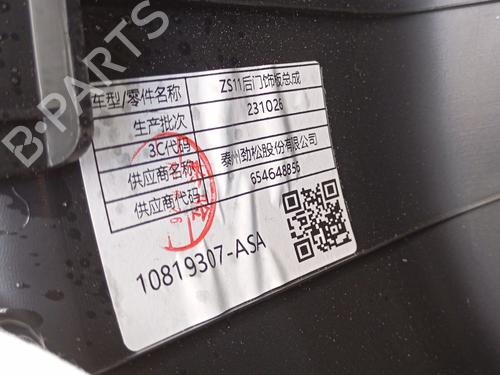 B-PARTS
车型/零件名称 ZS11后门饰板总成
生产批次 231026
3C代码
供应商名称 泰州劲松股份有限公司
供应商代码 654648856
10819307-ASA